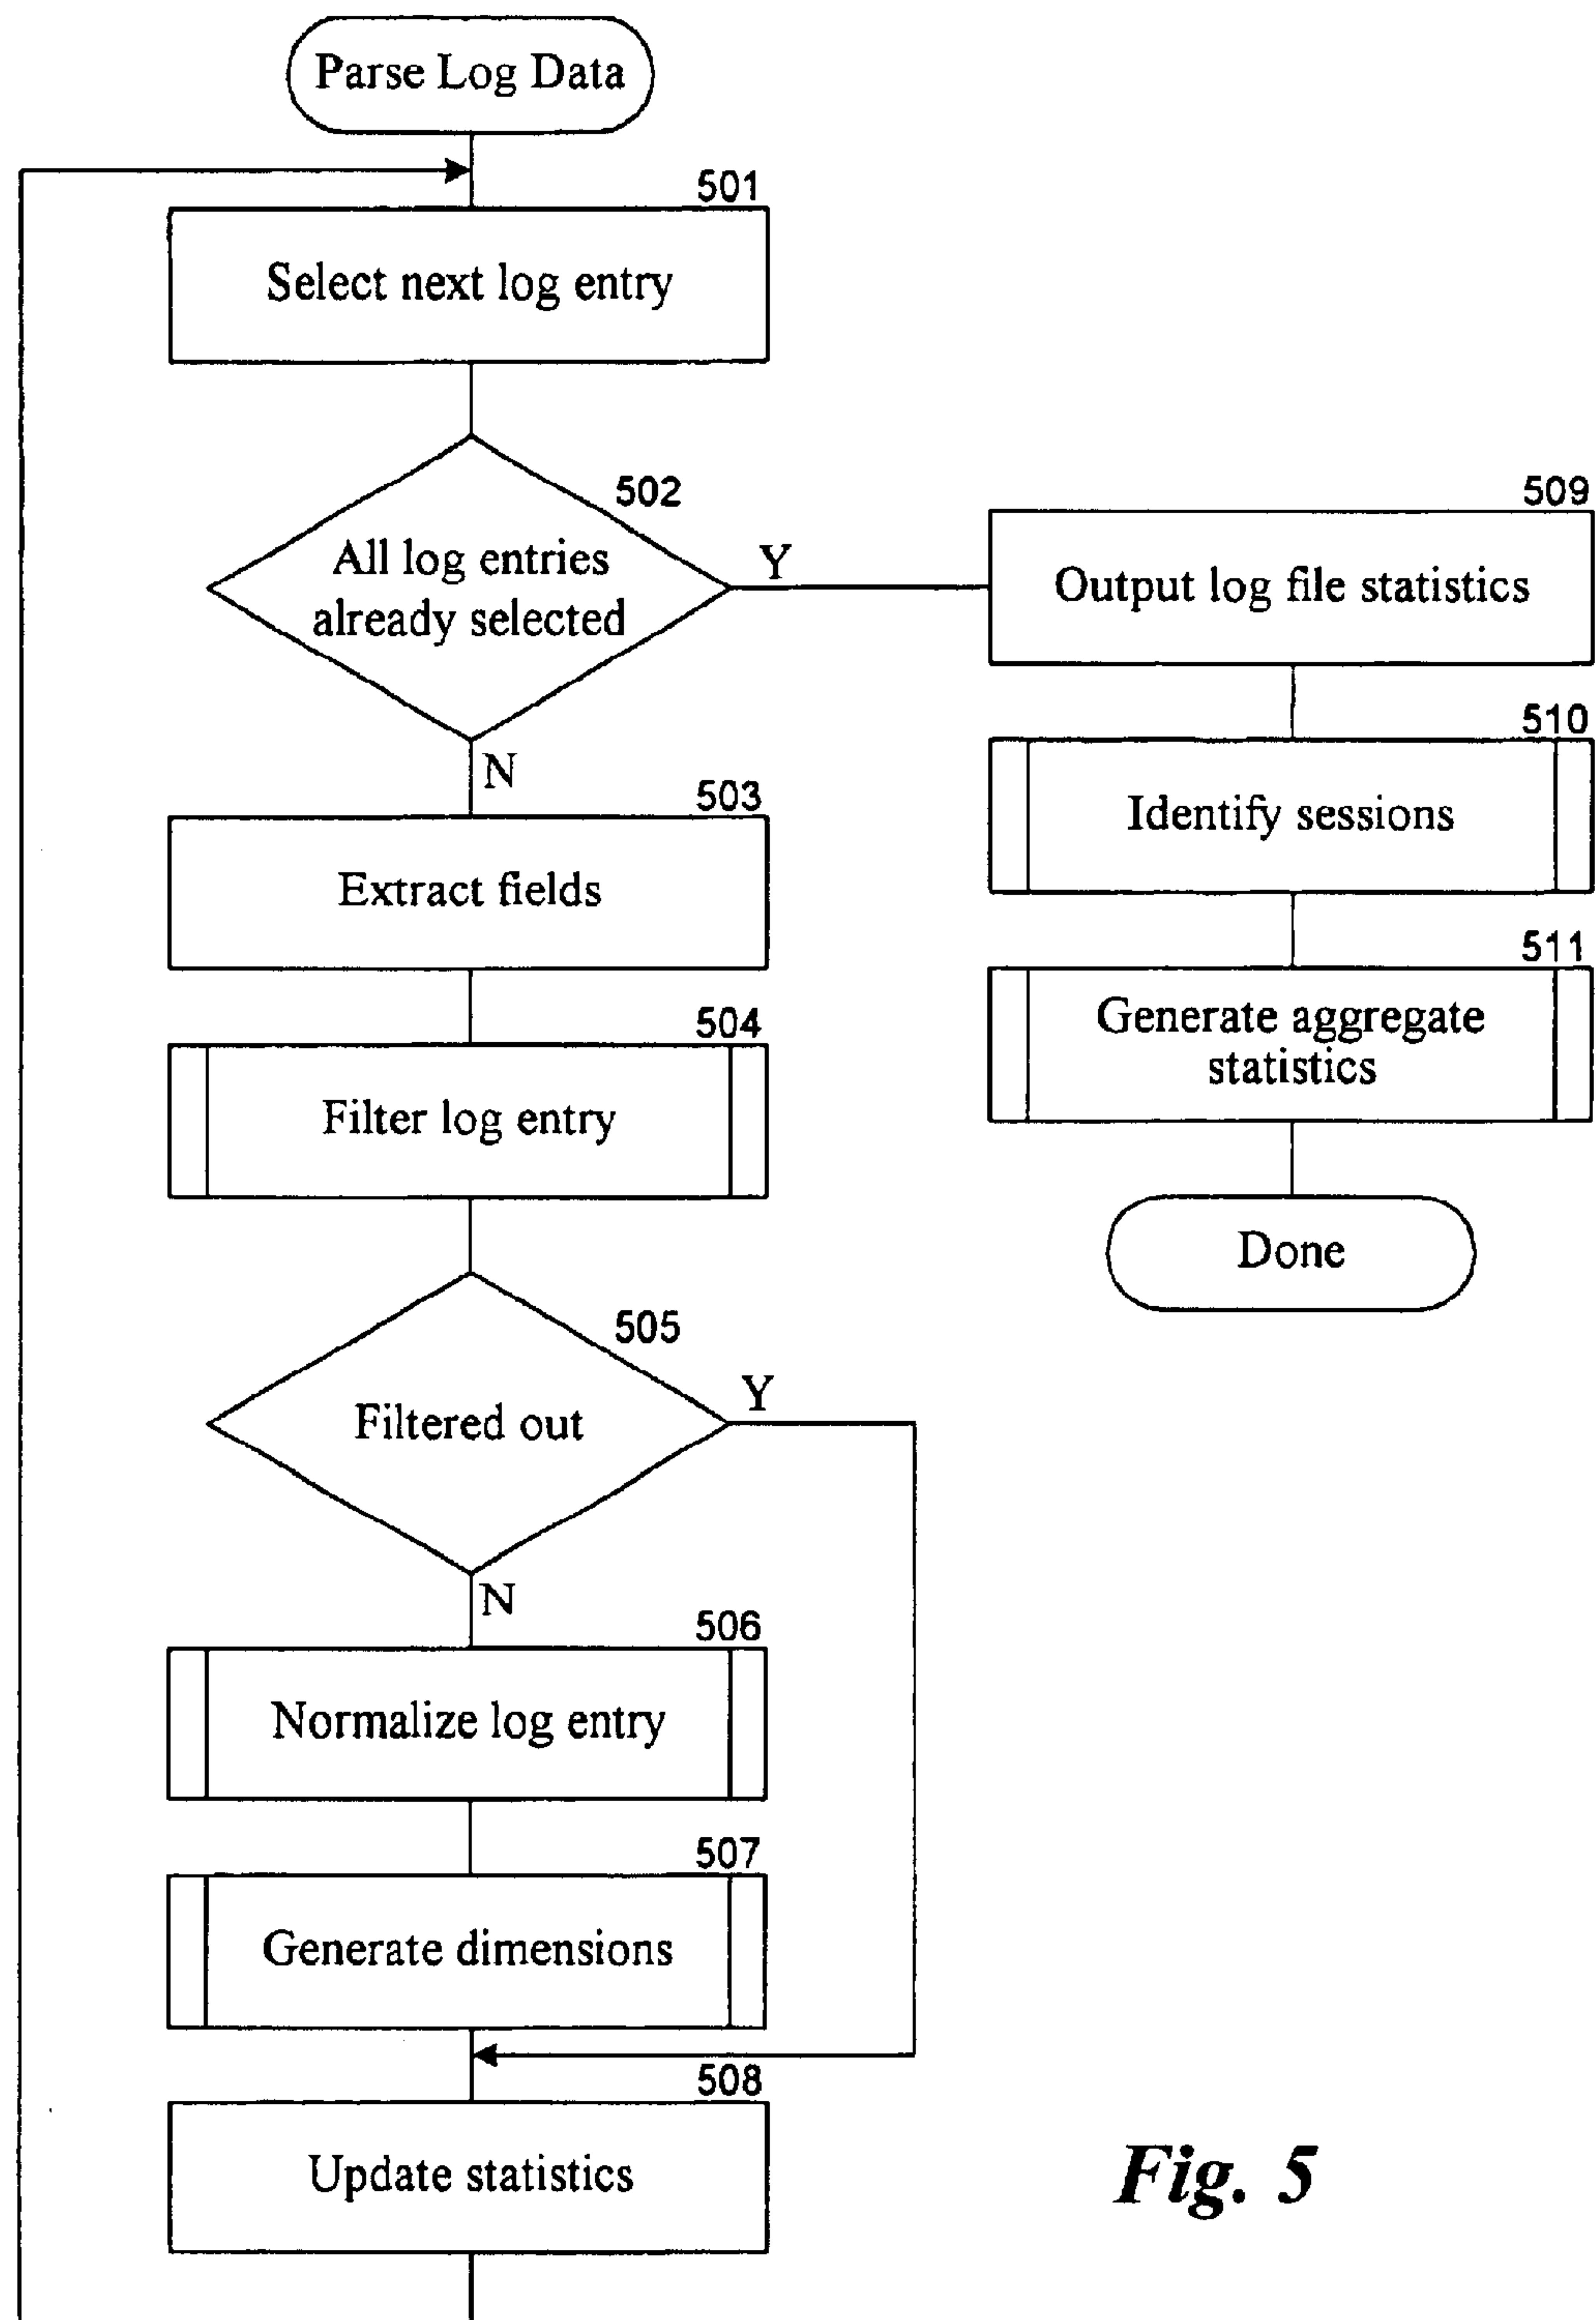 Parse Log Data
501
Select next log entry
502
All log entries
already selected
Y
N
503
Extract fields
504
Filter log entry
505
Filtered out
Y
N
506
Normalize log entry
507
Generate dimensions
508
Update statistics
509
Output log file statistics
510
Identify sessions
511
Generate aggregate
statistics
Done
Fig. 5